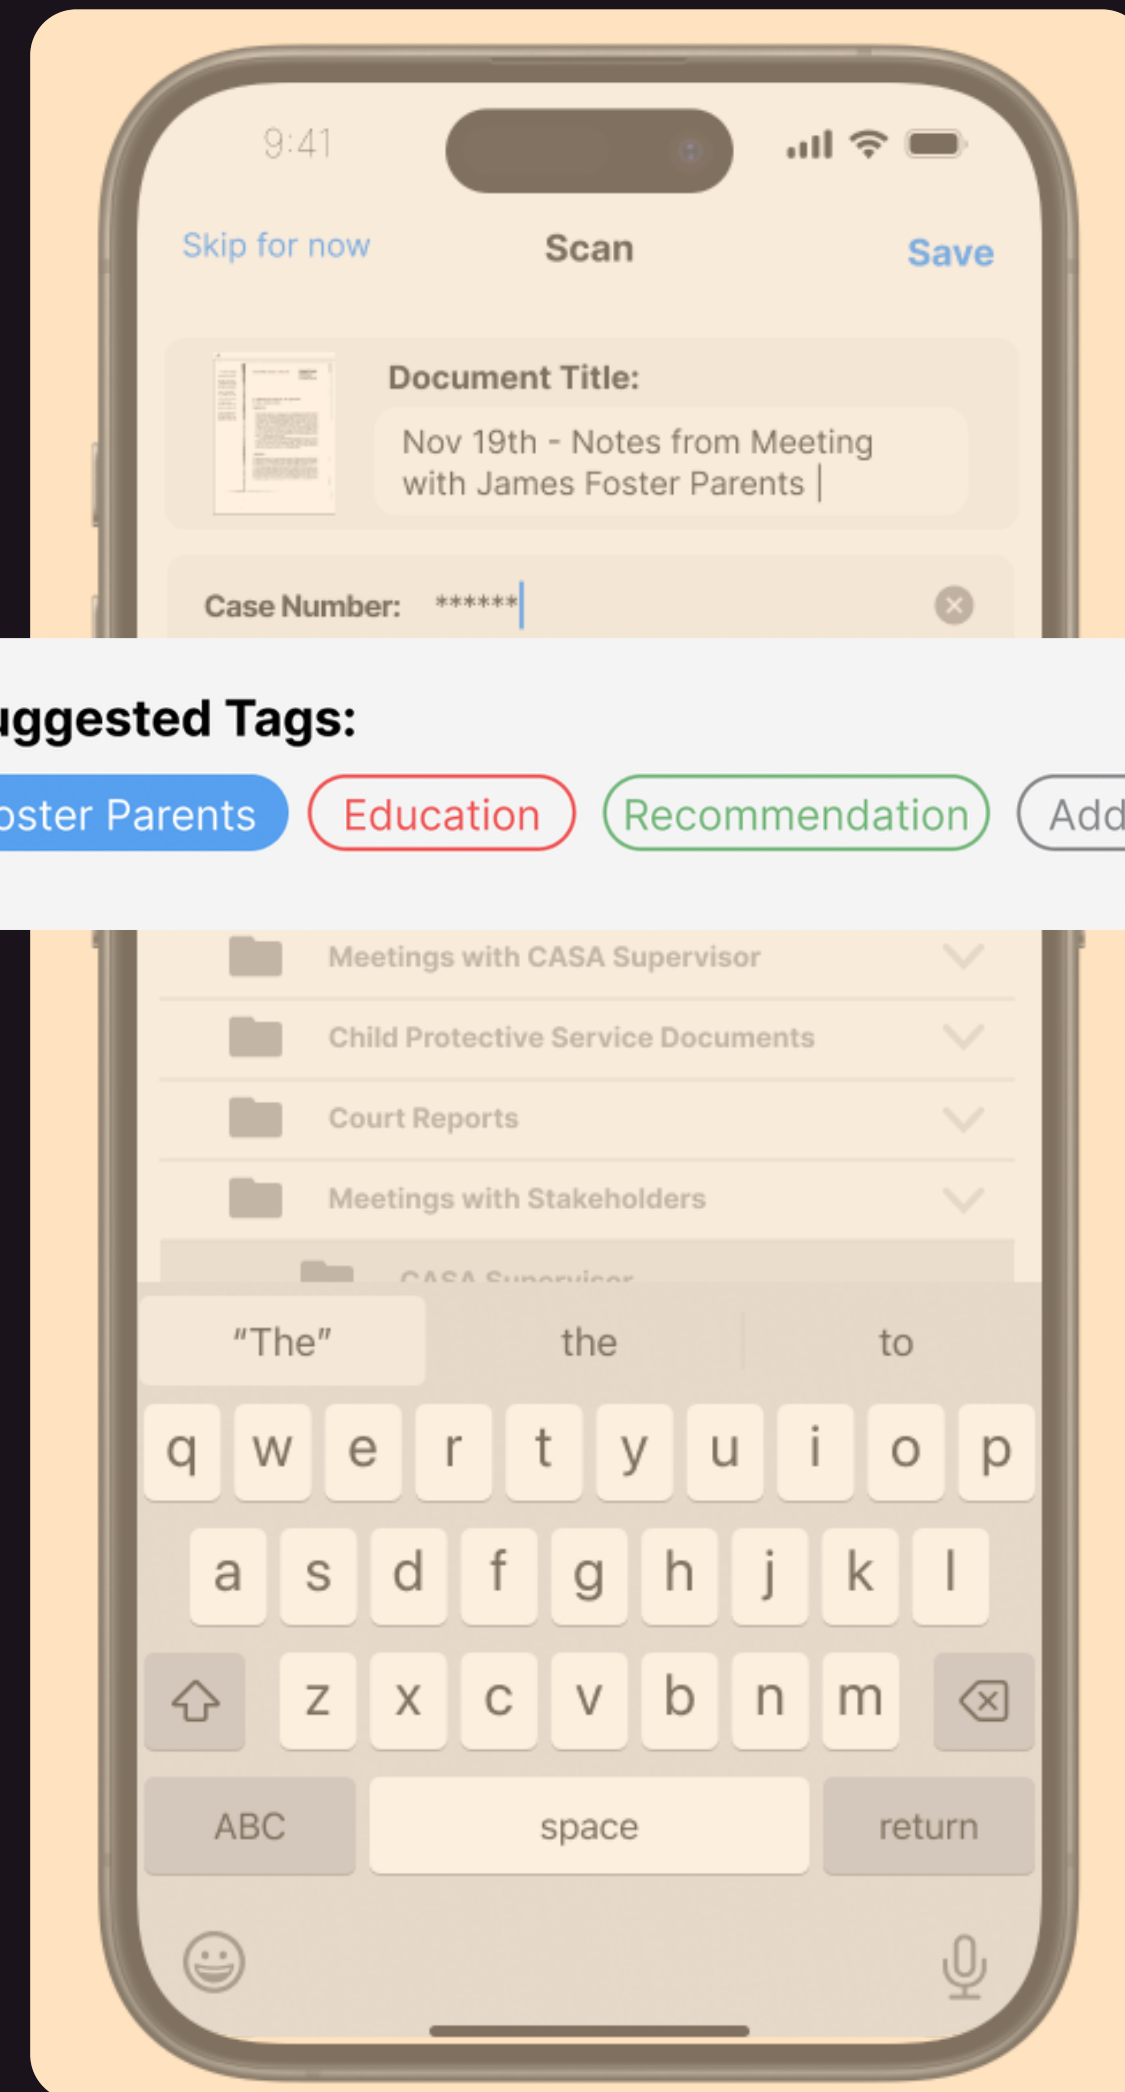 9:41
Skip for now
Scan
Save
Document Title:
Nov 19th - Notes from Meeting
with James Foster Parents
Case Number: ******
uggested Tags:
oster Parents
Education
Recommendation
Add
Meetings with CASA Supervisor
Child Protective Service Documents
Court Reports
Meetings with Stakeholders
CASA Supervisor
"The" the to
q w e r t y u i o p
a s d f g h j k l
z x c v b n m
ABC space return